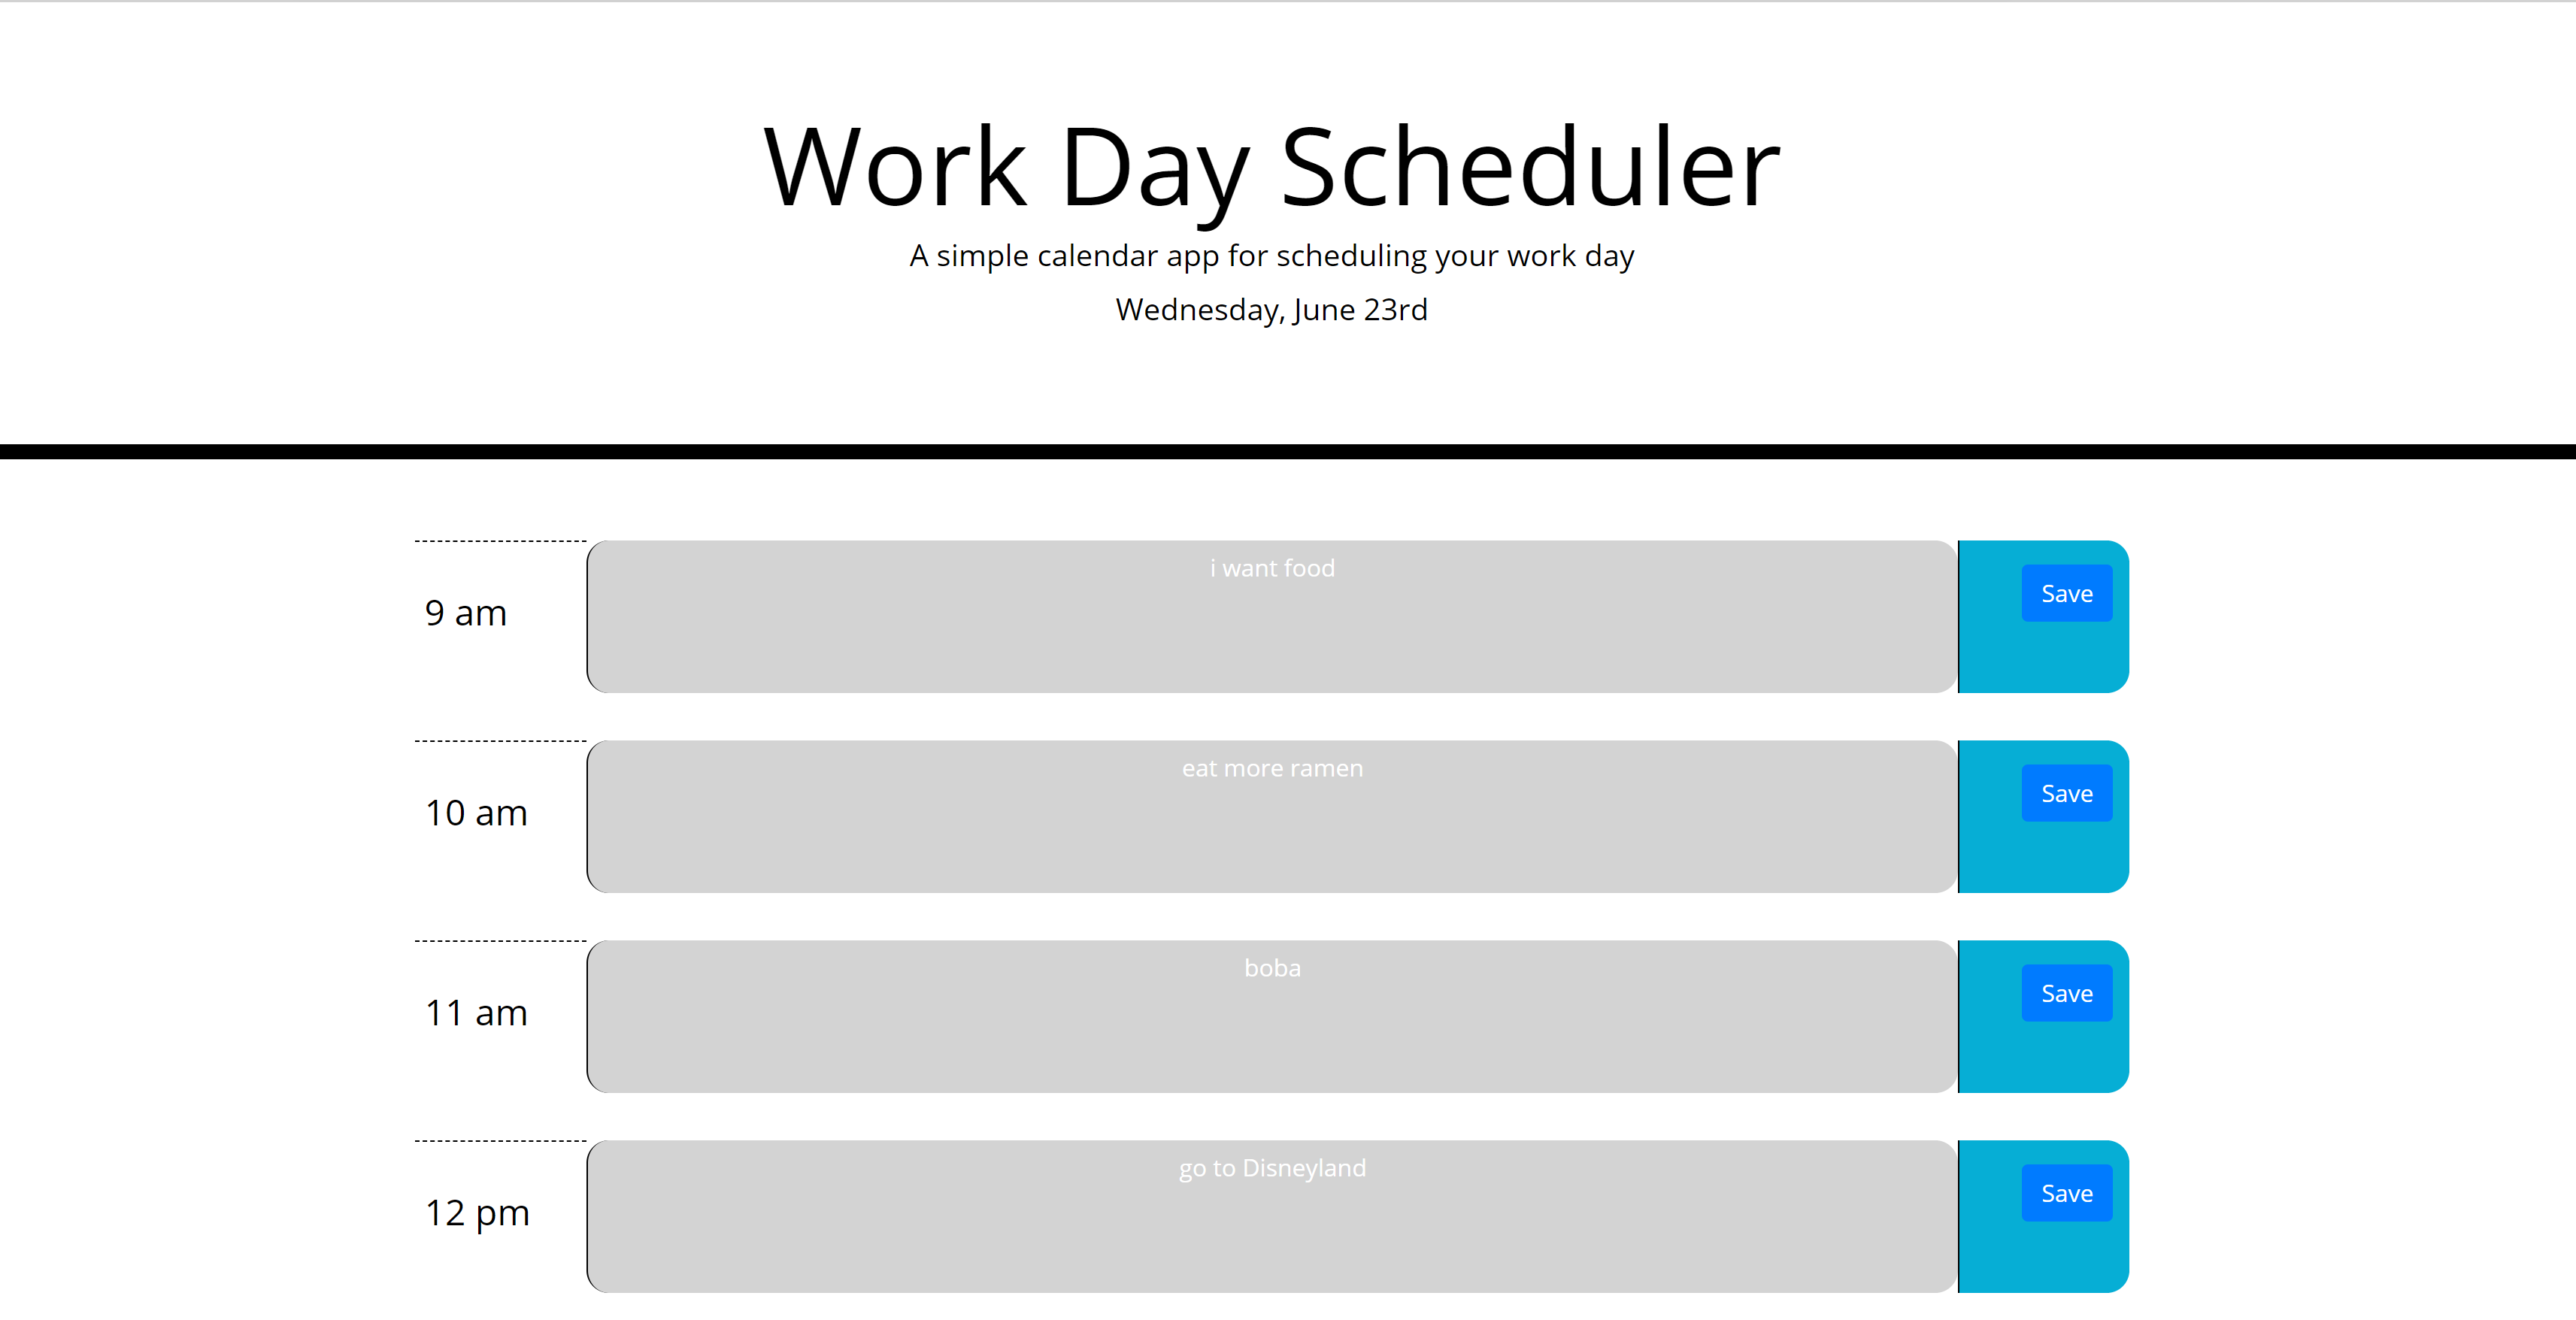 Work Day Scheduler
A simple calendar app for scheduling your work day
Wednesday, June 23rd
9 am
i want food
Save
10 am
eat more ramen
Save
11 am
boba
Save
12 pm
go to Disneyland
Save